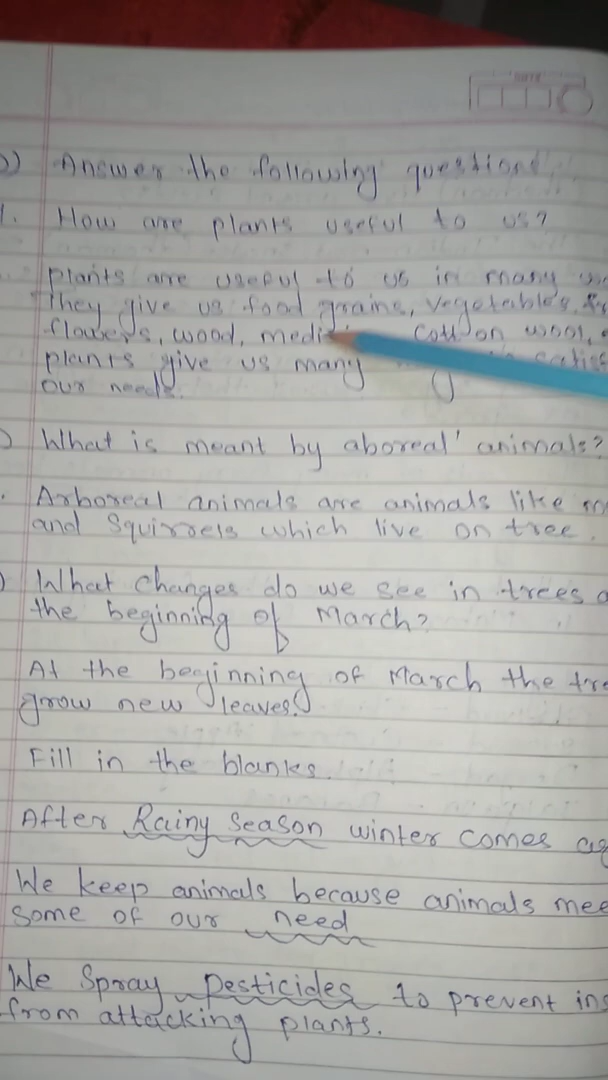 Answer the following questions.
1. How are plants useful to us?
plants are useful to us in many
They give us food grains, vegetables,
flowers, wood, cotton wool,
plants give us many
our needs.
What is meant by aboreal' animals?
Arboreal animals are animals like
and Squirrels which live on tree.
What changes do we see in trees
the beginning of March?
At the beginning of March the
grow new leaves.
Fill in the blanks.
After Rainy Season winter comes
We keep animals because animals
some of our need
We Spray Pesticides to prevent
from attacking plants.